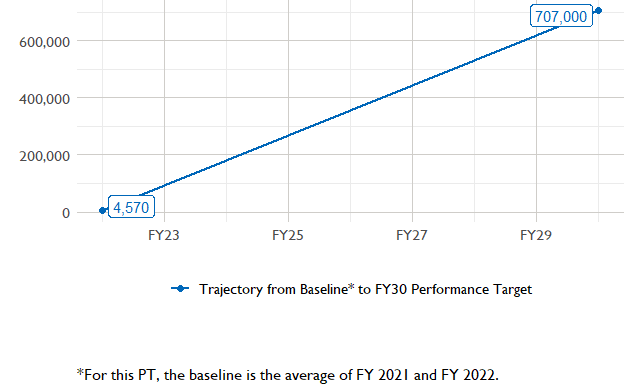 707,000
600,000
400,000
200,000
4,570
0
FY23 FY25 FY27 FY29
Trajectory from Baseline* to FY30 Performance Target
*For this PT, the baseline is the average of FY 2021 and FY 2022.